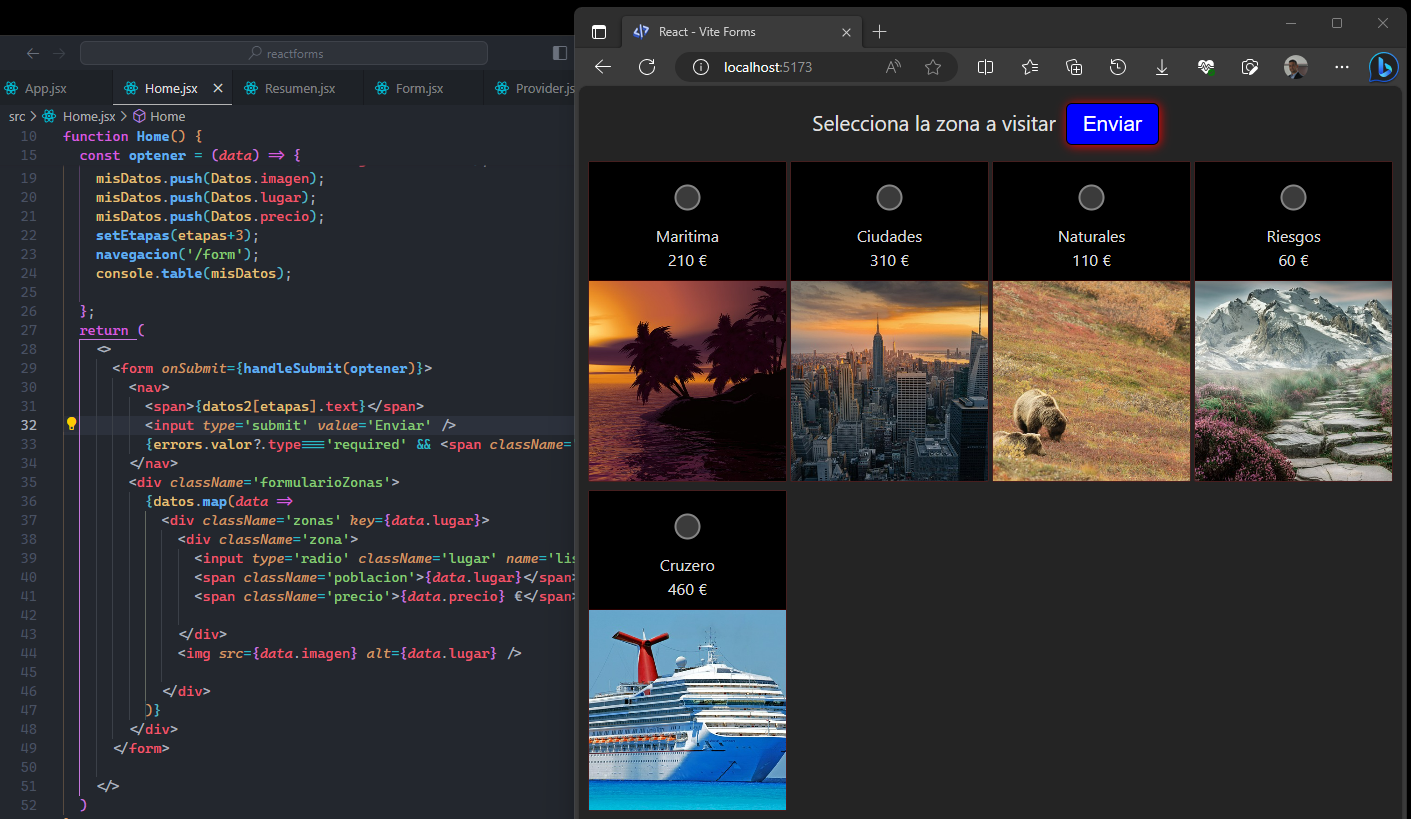 reactforms
App.jsx
Home.jsx
Resumen.jsx
Form.jsx
Provider.js
src > Home.jsx > Home
10 function Home() {
15 const optener = (data) => {
19 misDatos.push(Datos.imagen);
20 misDatos.push(Datos.lugar);
21 misDatos.push(Datos.precio);
22 setEtapas(etapas+3);
23 navegacion('/form');
24 console.table(misDatos);
25
26 };
27 return (
28 <>
29 <form onSubmit={handleSubmit(optener)}>
30 <nav>
31 <span>{datos2[etapas].text}</span>
32 <input type='submit' value='Enviar' />
33 {errors.valor?.type==='required' && <span className=
34 </nav>
35 <div className='formularioZonas'>
36 {datos.map(data =>
37 <div className='zonas' key={data.lugar}>
38 <div className='zona'>
39 <input type='radio' className='lugar' name='lis
40 <span className='poblacion'>{data.lugar}</span>
41 <span className='precio'>{data.precio} €</span>
42
43 </div>
44 <img src={data.imagen} alt={data.lugar} />
45
46 </div>
47 )}
48 </div>
49 </form>
50
51 </>
52 )
React - Vite Forms
localhost:5173
Selecciona la zona a visitar
Enviar
Maritima
210 €
Ciudades
310 €
Naturales
110 €
Riesgos
60 €
Cruzero
460 €